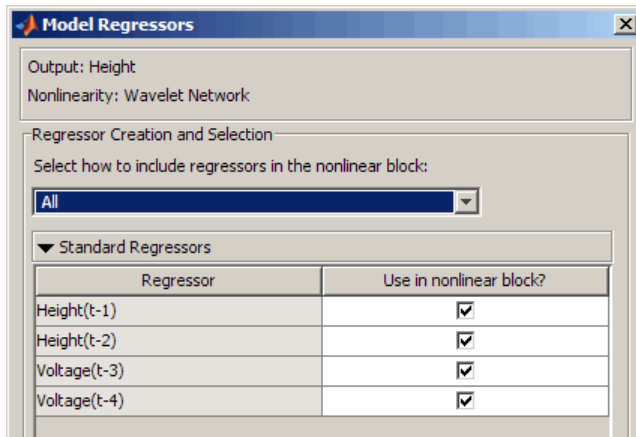 Model Regressors
Output: Height
Nonlinearity: Wavelet Network
Regressor Creation and Selection
Select how to include regressors in the nonlinear block:
All
Standard Regressors
Regressor Use in nonlinear block?
Height(t-1)
Height(t-2)
Voltage(t-3)
Voltage(t-4)